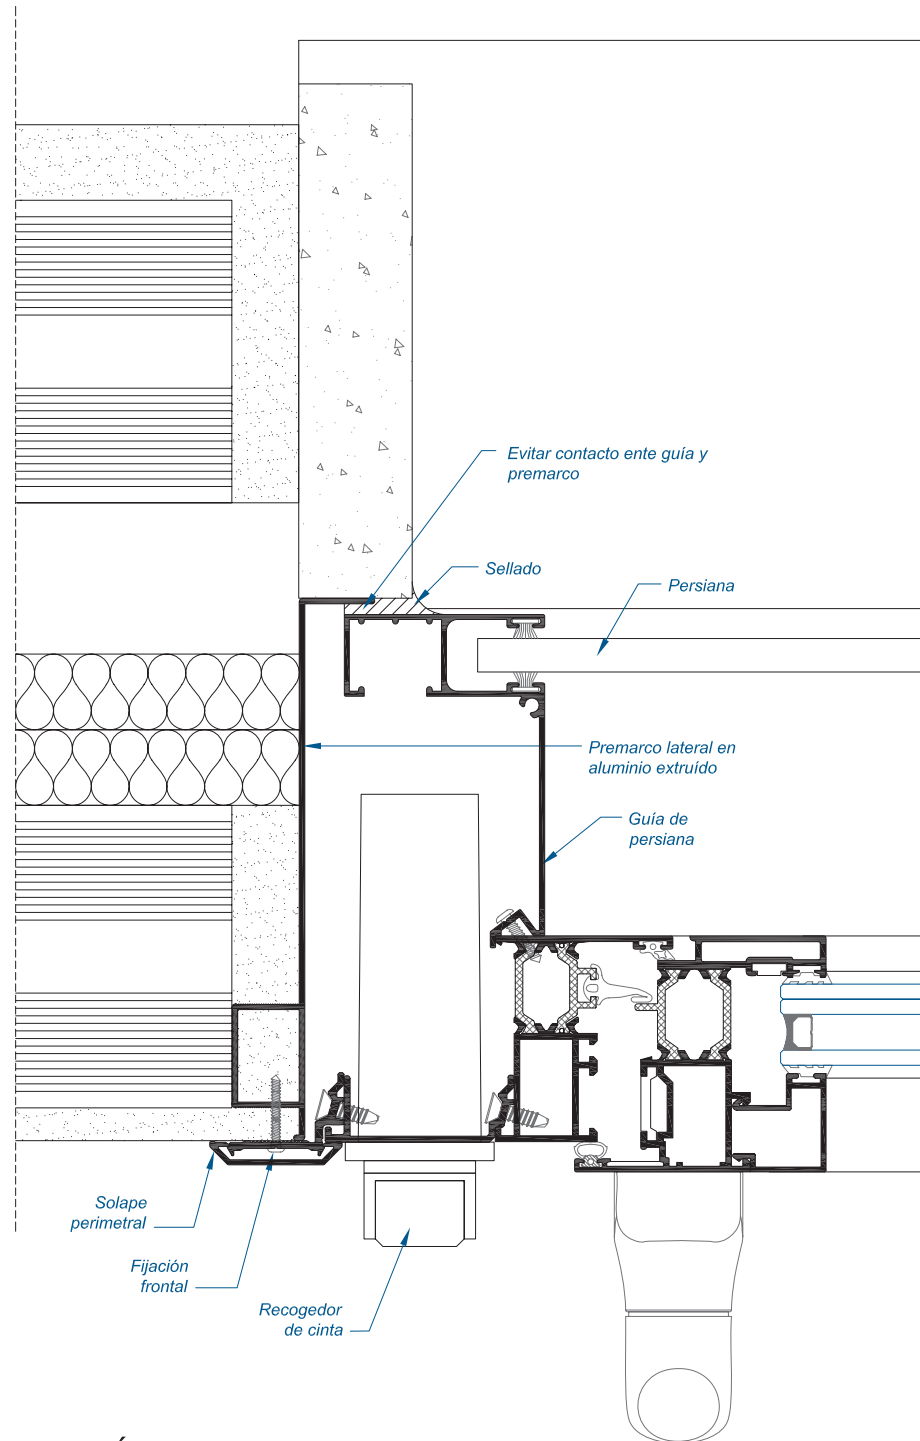 Evitar contacto ente guía y
premarco
Sellado
Persiana
Premarco lateral en
aluminio extruído
Guía de
persiana
Solape
perimetral
Fijación
frontal
Recogedor
de cinta